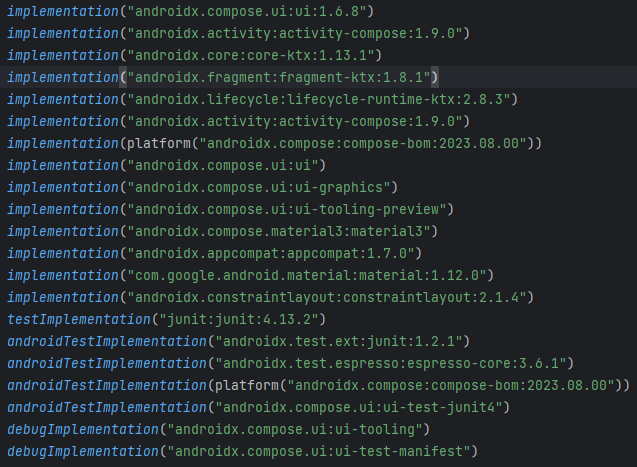 implementation("androidx.compose.ui:ui:1.6.8")
implementation("androidx.activity:activity-compose:1.9.0")
implementation("androidx.core:core-ktx:1.13.1")
implementation("androidx.fragment:fragment-ktx:1.8.1")
implementation("androidx.lifecycle:lifecycle-runtime-ktx:2.8.3")
implementation("androidx.activity:activity-compose:1.9.0")
implementation(platform("androidx.compose:compose-bom:2023.08.00"))
implementation("androidx.compose.ui:ui")
implementation("androidx.compose.ui:ui-graphics")
implementation("androidx.compose.ui:ui-tooling-preview")
implementation("androidx.compose.material3:material3")
implementation("androidx.appcompat:appcompat:1.7.0")
implementation("com.google.android.material:material:1.12.0")
implementation("androidx.constraintlayout:constraintlayout:2.1.4")
testImplementation("junit:junit:4.13.2")
androidTestImplementation("androidx.test.ext:junit:1.2.1")
androidTestImplementation("androidx.test.espresso:espresso-core:3.6.1")
androidTestImplementation(platform("androidx.compose:compose-bom:2023.08.00"))
androidTestImplementation("androidx.compose.ui:ui-test-junit4")
debugImplementation("androidx.compose.ui:ui-tooling")
debugImplementation("androidx.compose.ui:ui-test-manifest")